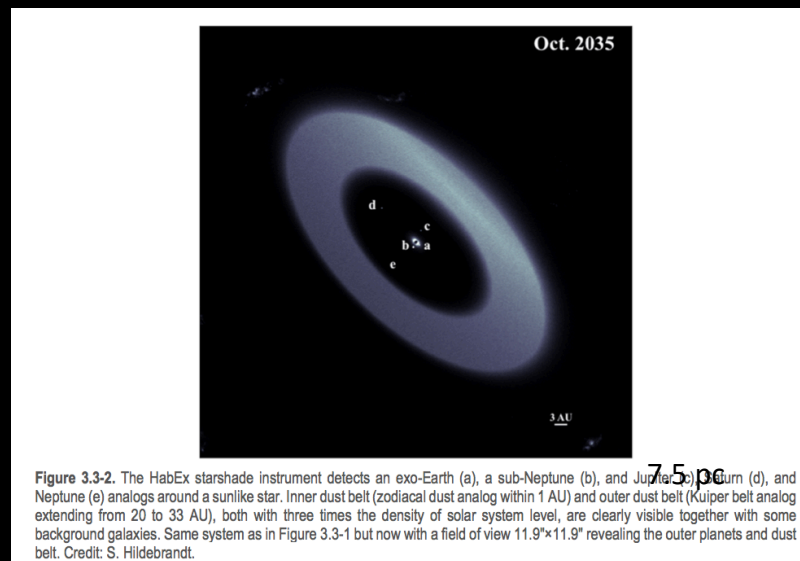 Oct. 2035
d
c
b a
e
3 AU
7.5 pc
Figure 3.3-2. The HabEx starshade instrument detects an exo-Earth (a), a sub-Neptune (b), and Jupiter (c), Saturn (d), and
Neptune (e) analogs around a sunlike star. Inner dust belt (zodiacal dust analog within 1 AU) and outer dust belt (Kuiper belt analog
extending from 20 to 33 AU), both with three times the density of solar system level, are clearly visible together with some
background galaxies. Same system as in Figure 3.3-1 but now with a field of view 11.9"×11.9" revealing the outer planets and dust
belt. Credit: S. Hildebrandt.